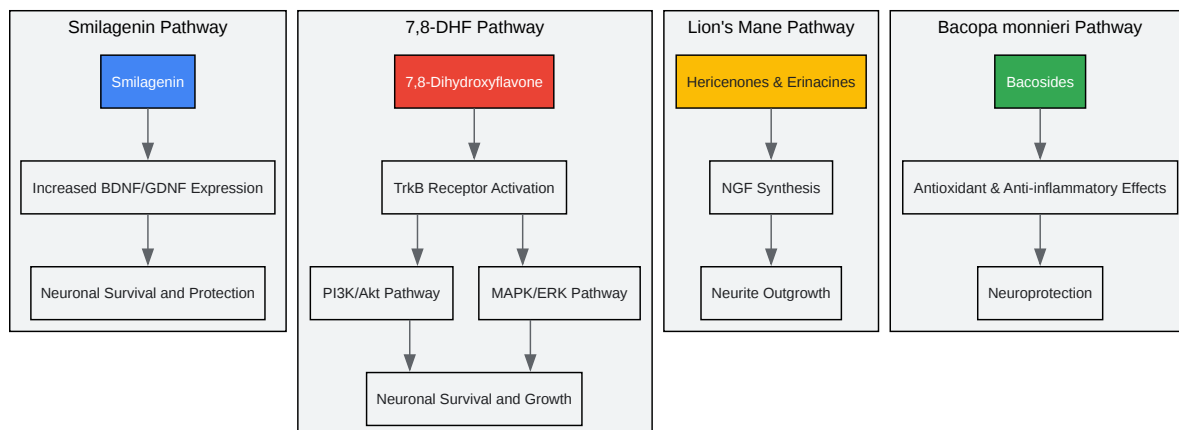 Smilagenin Pathway
Smilagenin
Increased BDNF/GDNF Expression
Neuronal Survival and Protection
7,8-DHF Pathway
7,8-Dihydroxyflavone
TrkB Receptor Activation
PI3K/Akt Pathway
MAPK/ERK Pathway
Neuronal Survival and Growth
Lion's Mane Pathway
Hericenones & Erinacines
NGF Synthesis
Neurite Outgrowth
Bacopa monnieri Pathway
Bacosides
Antioxidant & Anti-inflammatory Effects
Neuroprotection